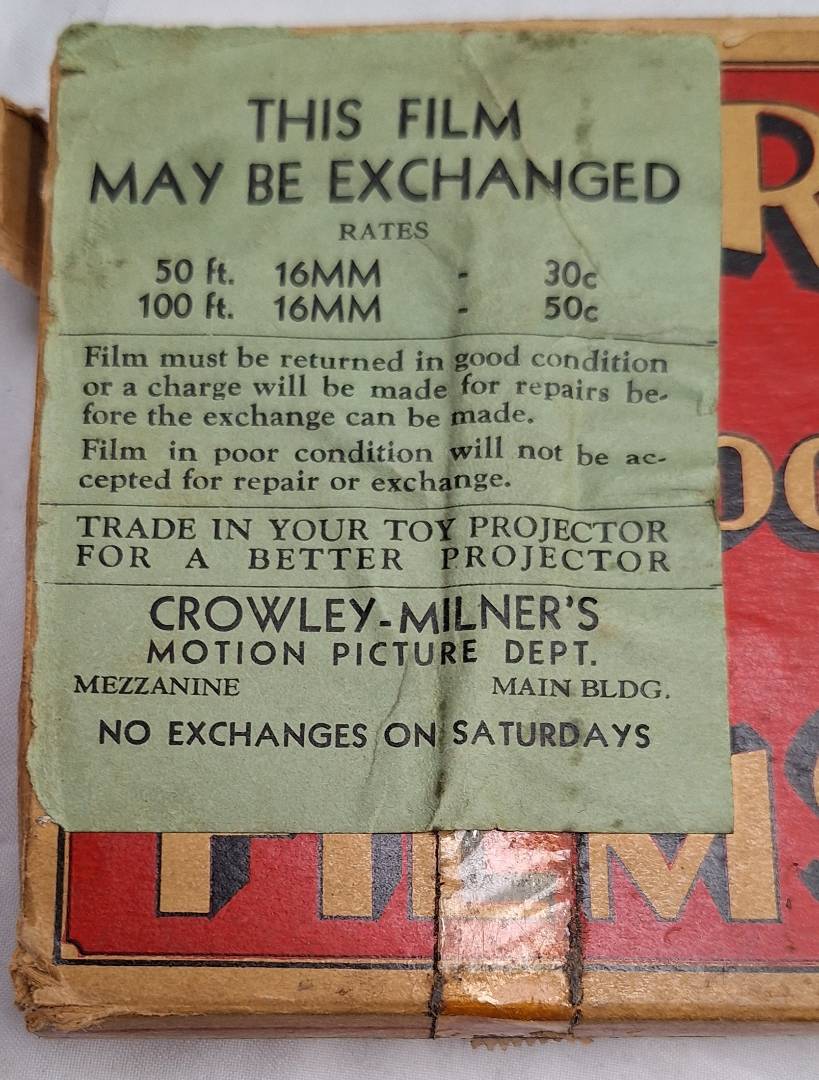 THIS FILM
MAY BE EXCHANGED
RATES
50 ft. 16MM - 30c
100 ft. 16MM - 50c
Film must be returned in good condition
or a charge will be made for repairs be-
fore the exchange can be made.
Film in poor condition will not be ac-
cepted for repair or exchange.
TRADE IN YOUR TOY PROJECTOR
FOR A BETTER PROJECTOR
CROWLEY-MILNER'S
MOTION PICTURE DEPT.
MEZZANINE MAIN BLDG.
NO EXCHANGES ON SATURDAYS
FILMS